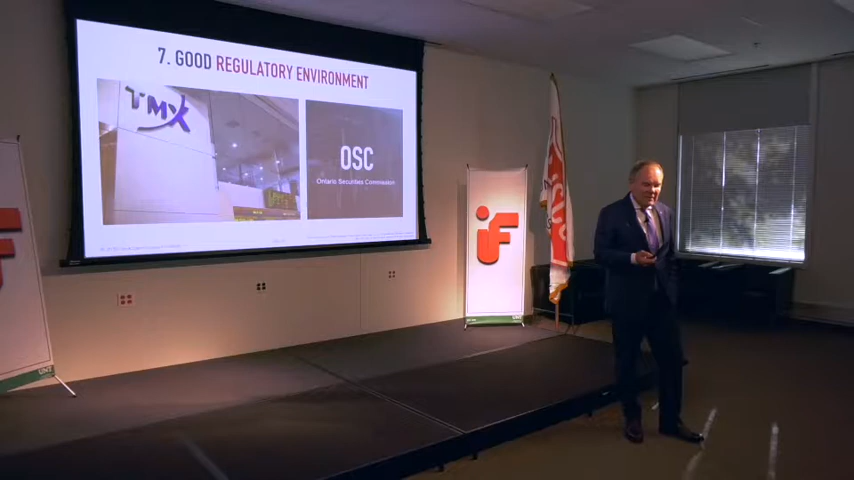 7. GOOD REGULATORY ENVIRONMENT
TMX
OSC
Ontario Securities Commission
iF